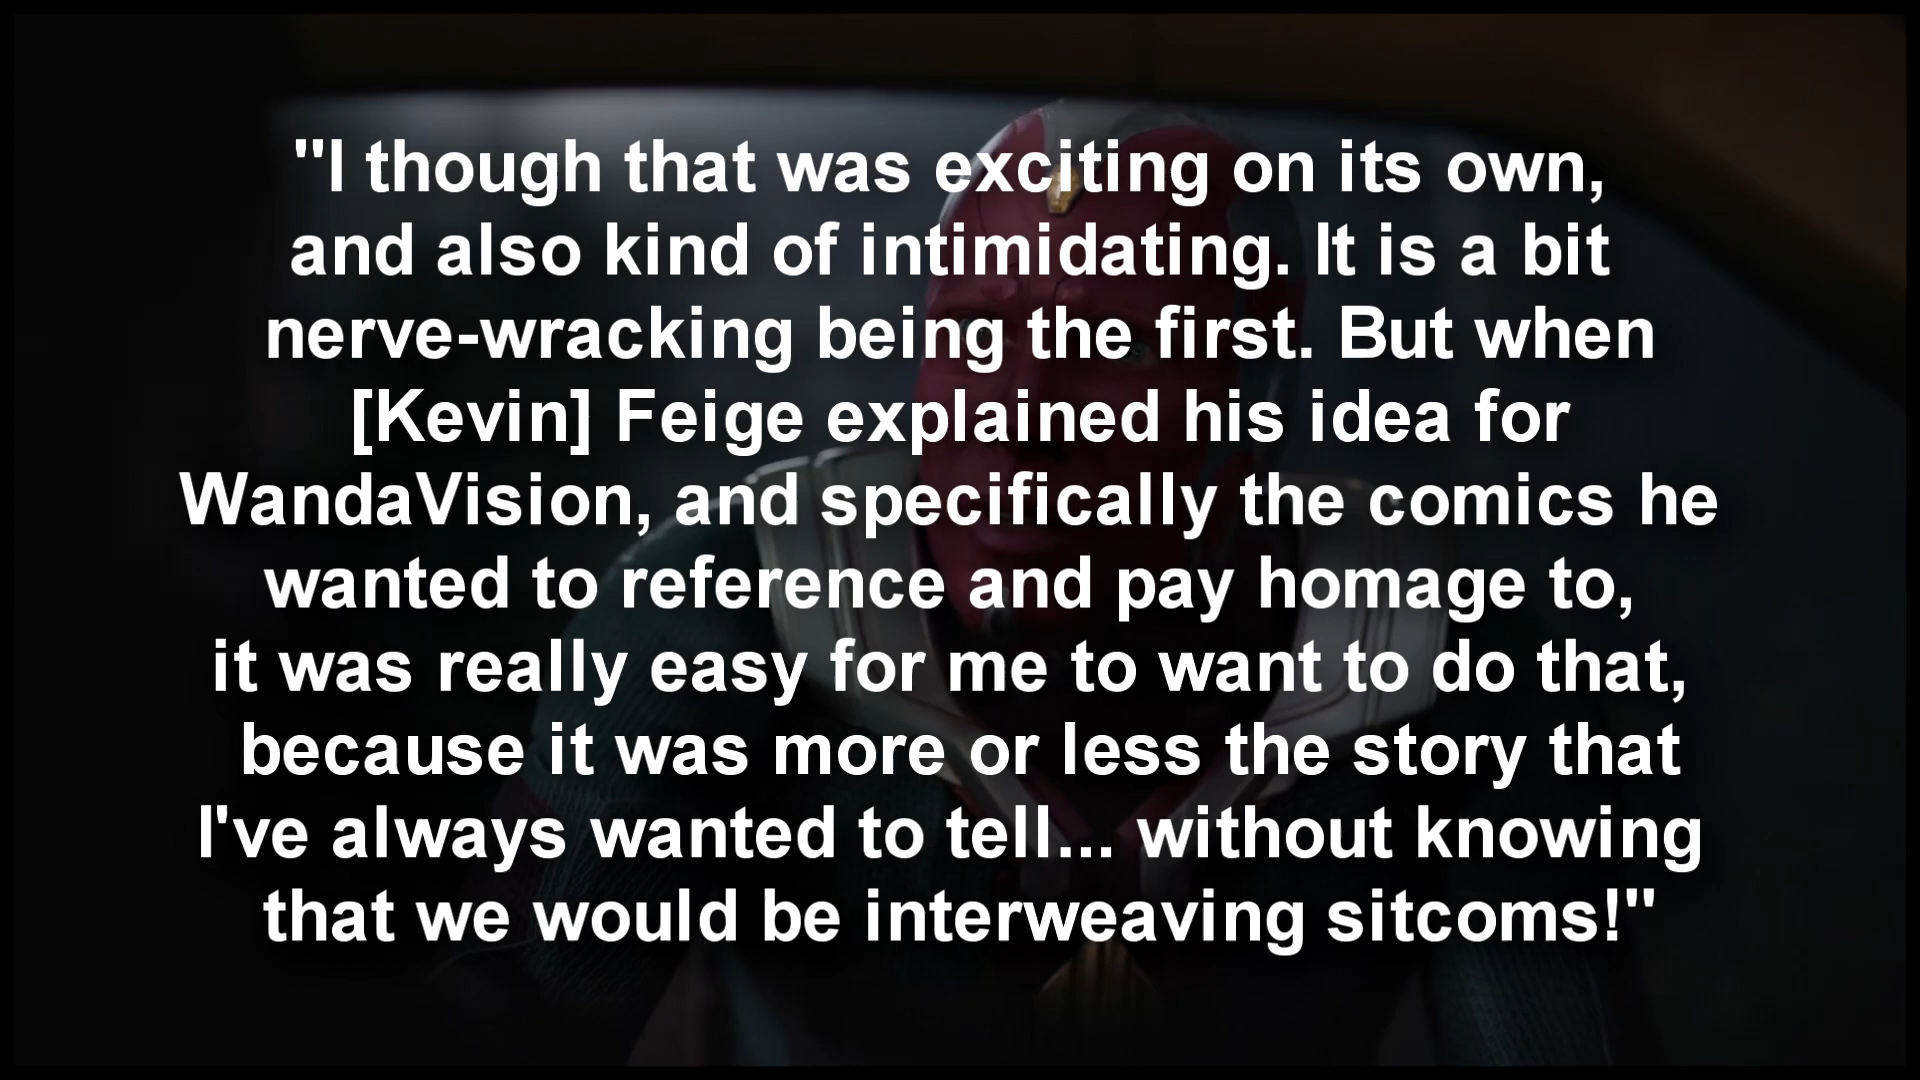 "I though that was exciting on its own,
and also kind of intimidating. It is a bit
nerve-wracking being the first. But when
[Kevin] Feige explained his idea for
WandaVision, and specifically the comics he
wanted to reference and pay homage to,
it was really easy for me to want to do that,
because it was more or less the story that
I've always wanted to tell... without knowing
that we would be interweaving sitcoms!"